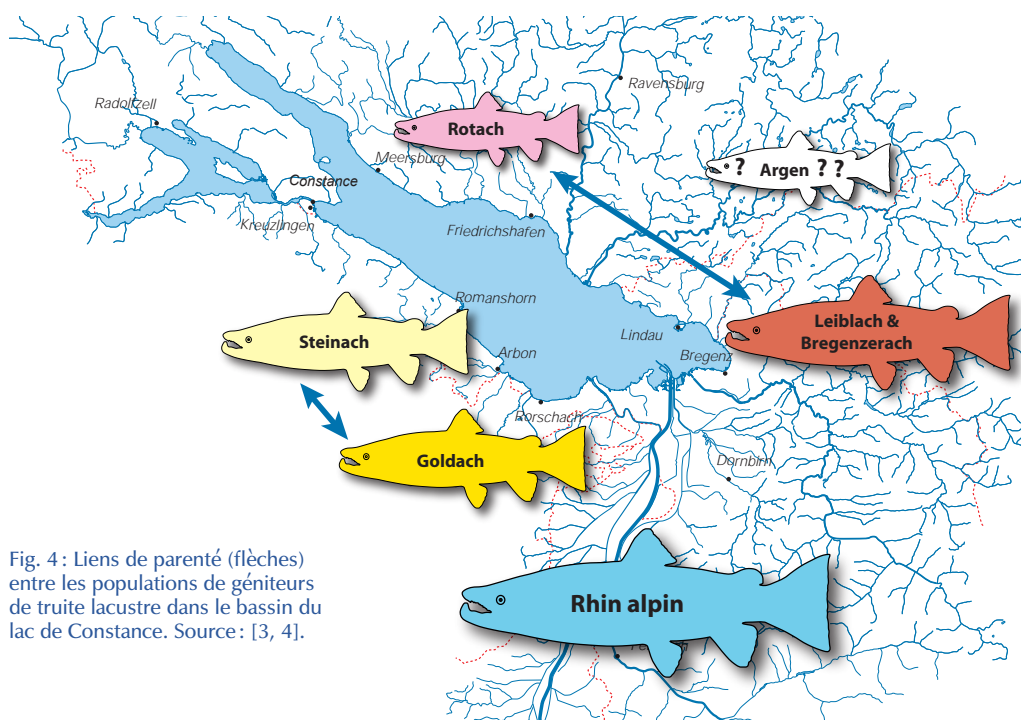 Ravensburg
Radolfzell
Rotach
Meersburg
? Argen ? ?
Constance
Kreuzlingen
Friedrichshafen
Romanshorn
Steinach
Lindau
Leiblach &
Bregenzerach
Arbon
Bregenz
Rorschach
Goldach
Dornbirn
Rhin alpin
Fig. 4 : Liens de parenté (flèches)
entre les populations de géniteurs
de truite lacustre dans le bassin du
lac de Constance. Source : [3, 4].